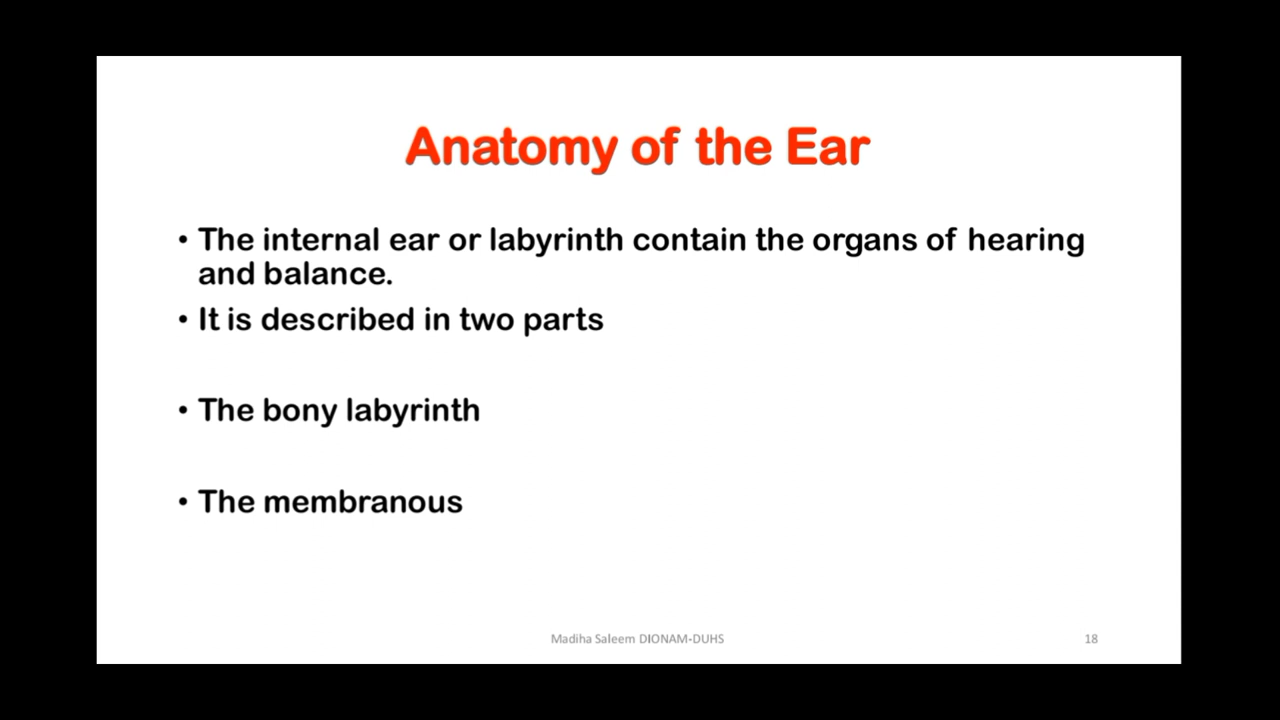 Anatomy of the Ear
• The internal ear or labyrinth contain the organs of hearing
and balance.
• It is described in two parts
• The bony labyrinth
• The membranous
Madiha Saleem DIONAM-DUHS
18